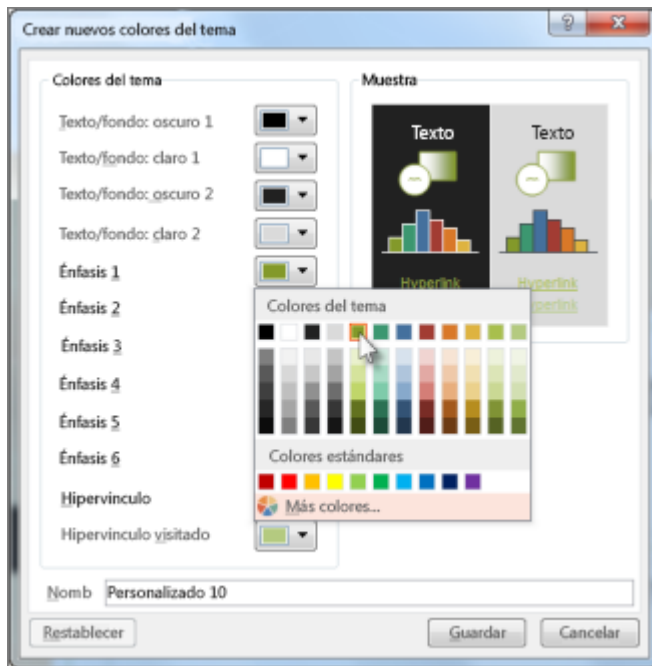 Crear nuevos colores del tema
Colores del tema
Texto/fondo: oscuro 1
Texto/fondo: claro 1
Texto/fondo: oscuro 2
Texto/fondo: claro 2
Énfasis 1
Énfasis 2
Énfasis 3
Énfasis 4
Énfasis 5
Énfasis 6
Hipervinculo
Hipervinculo visitado
Muestra
Texto Texto
Hyperlink Hyperlink
Hyperlink
Colores del tema
Colores estándares
Más colores...
Nomb Personalizado 10
Restablecer Guardar Cancelar